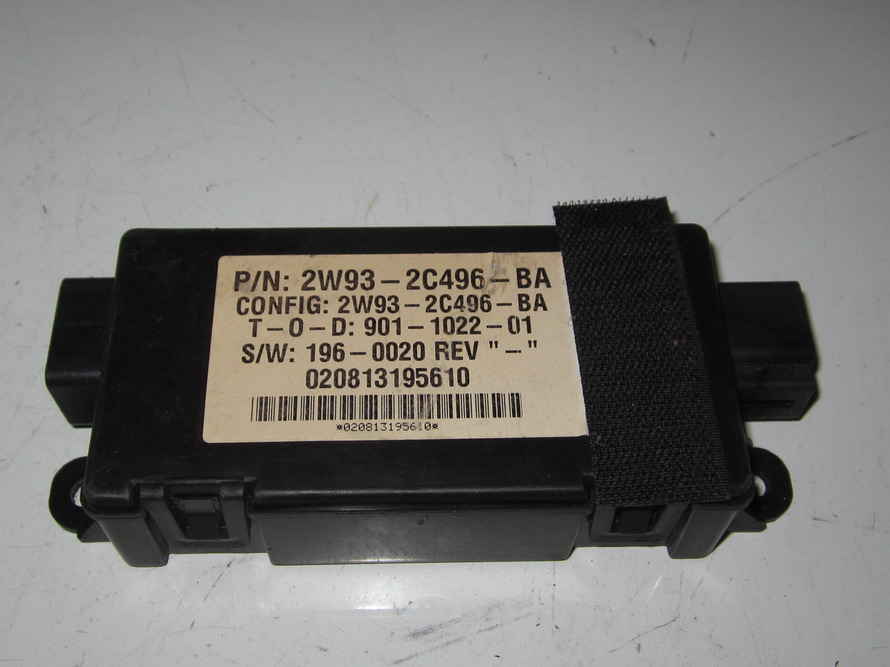 P/N: 2W93-2C496-BA
CONFIG: 2W93-2C496-BA
T-O-D: 901-1022-01
S/W: 196-0020 REV "-"
020813195610
*020813195610*